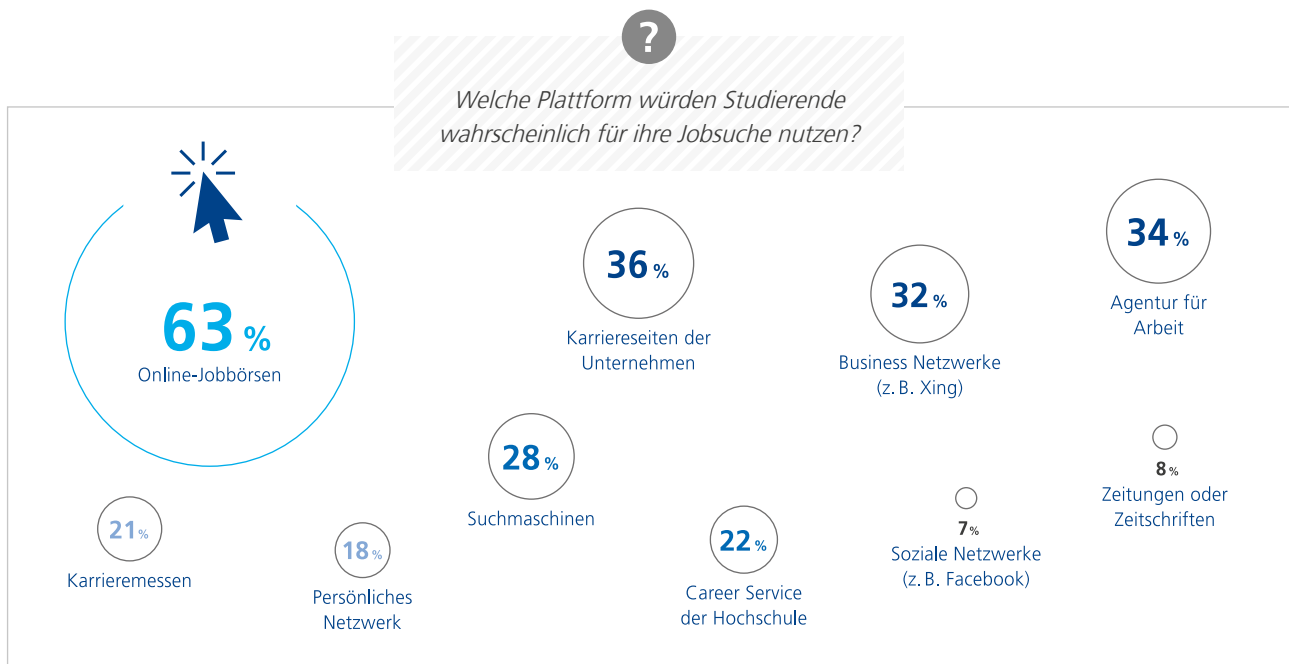 ?
Welche Plattform würden Studierende
wahrscheinlich für ihre Jobsuche nutzen?
63 %
Online-Jobbörsen
36 %
Karriereseiten der
Unternehmen
32 %
Business Netzwerke
(z. B. Xing)
34 %
Agentur für
Arbeit
21 %
Karrieremessen
18 %
Persönliches
Netzwerk
28 %
Suchmaschinen
22 %
Career Service
der Hochschule
7 %
Soziale Netzwerke
(z. B. Facebook)
8 %
Zeitungen oder
Zeitschriften